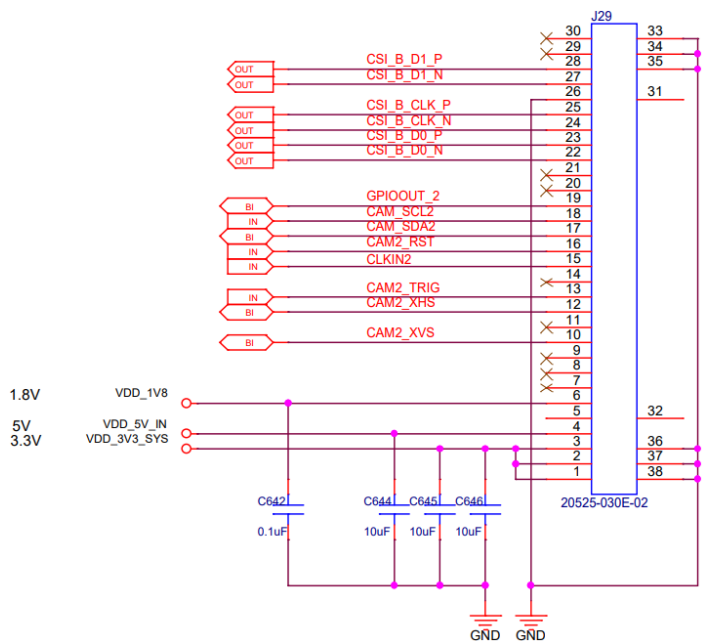 J29
30 33
29 34
OUT CSI_B_D1_P 28 35
OUT CSI_B_D1_N 27
26 31
OUT CSI_B_CLK_P 25
OUT CSI_B_CLK_N 24
OUT CSI_B_D0_P 23
OUT CSI_B_D0_N 22
21
20
BI GPIOOUT_2 19
IN CAM_SCL2 18
BI CAM_SDA2 17
IN CAM2_RST 16
IN CLKIN2 15
14
IN CAM2_TRIG 13
BI CAM2_XHS 12
11
BI CAM2_XVS 10
9
8
7
1.8V VDD_1V8 6
5 32
5V VDD_5V_IN 4
3.3V VDD_3V3_SYS 3 36
2 37
1 38
C642 C644 C645 C646 20525-030E-02
0.1uF 10uF 10uF 10uF
GND GND